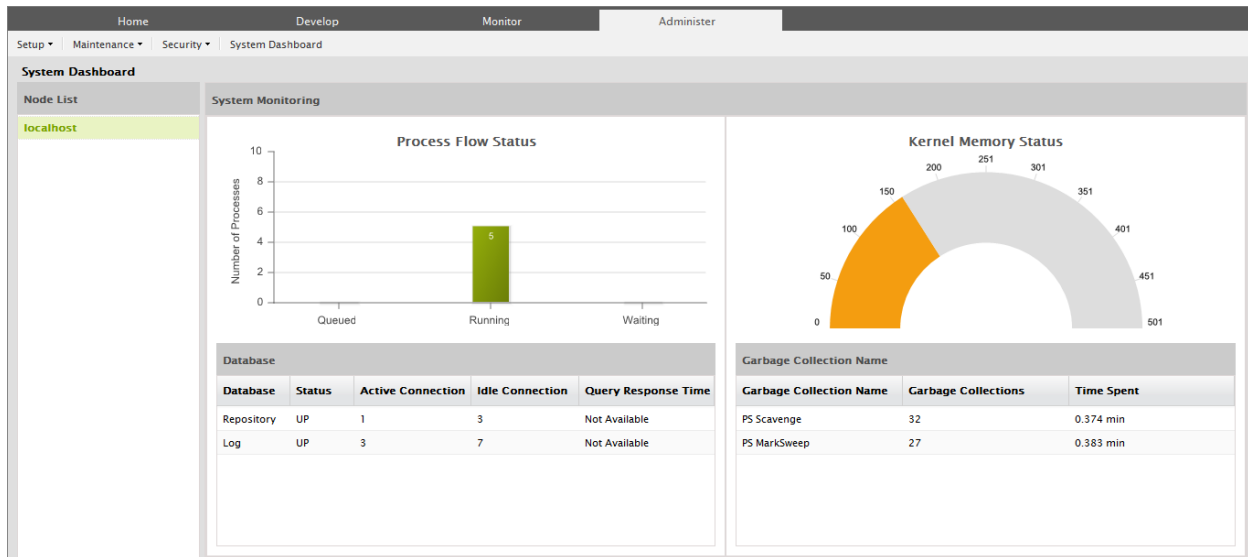 Home Develop Monitor Administer
Setup Maintenance Security System Dashboard
System Dashboard
Node List
localhost
System Monitoring
Process Flow Status
Number of Processes
10
8
6
4
2
0
5
Queued Running Waiting
Kernel Memory Status
0
50
100
150
200
251
301
351
401
451
501
Database
Database Status Active Connection Idle Connection Query Response Time
Repository UP 1 3 Not Available
Log UP 3 7 Not Available
Garbage Collection Name
Garbage Collection Name Garbage Collections Time Spent
PS Scavenge 32 0.374 min
PS MarkSweep 27 0.383 min